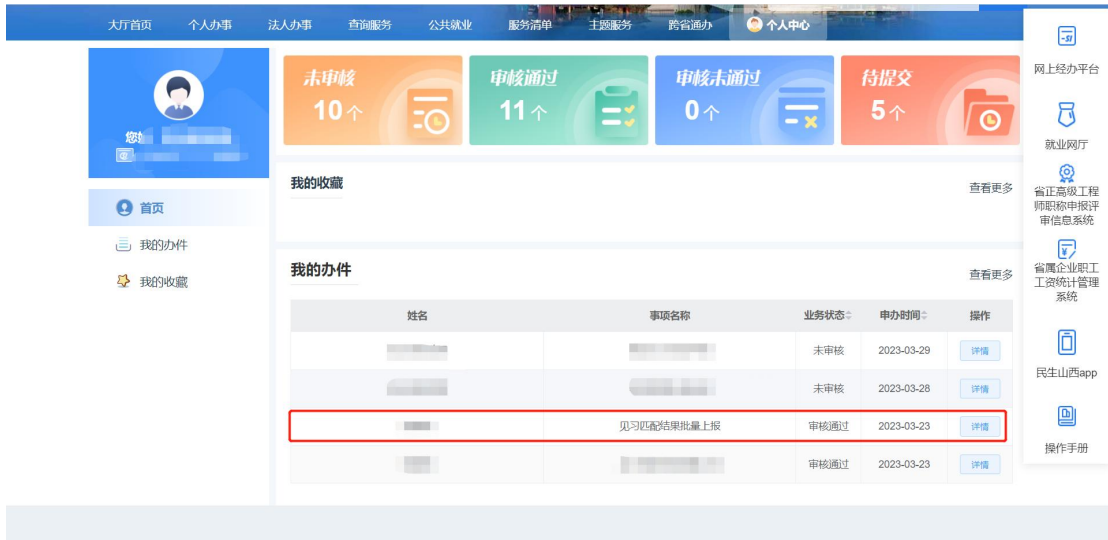 大厅首页 个人办事 法人办事 查询服务 公共就业 服务清单 主题服务 跨省通办 个人中心
未审核
10个
审核通过
11个
审核未通过
0个
待提交
5个
您好
首页
我的办件
我的收藏
我的收藏 查看更多
我的办件 查看更多
姓名 事项名称 业务状态 申办时间 操作
未审核 2023-03-29 详情
未审核 2023-03-28 详情
见习匹配结果批量上报 审核通过 2023-03-23 详情
审核通过 2023-03-23 详情
网上经办平台
就业网厅
省正高级工程
师职称申报评
审信息系统
省属企业职工
工资统计管理
系统
民生山西app
操作手册